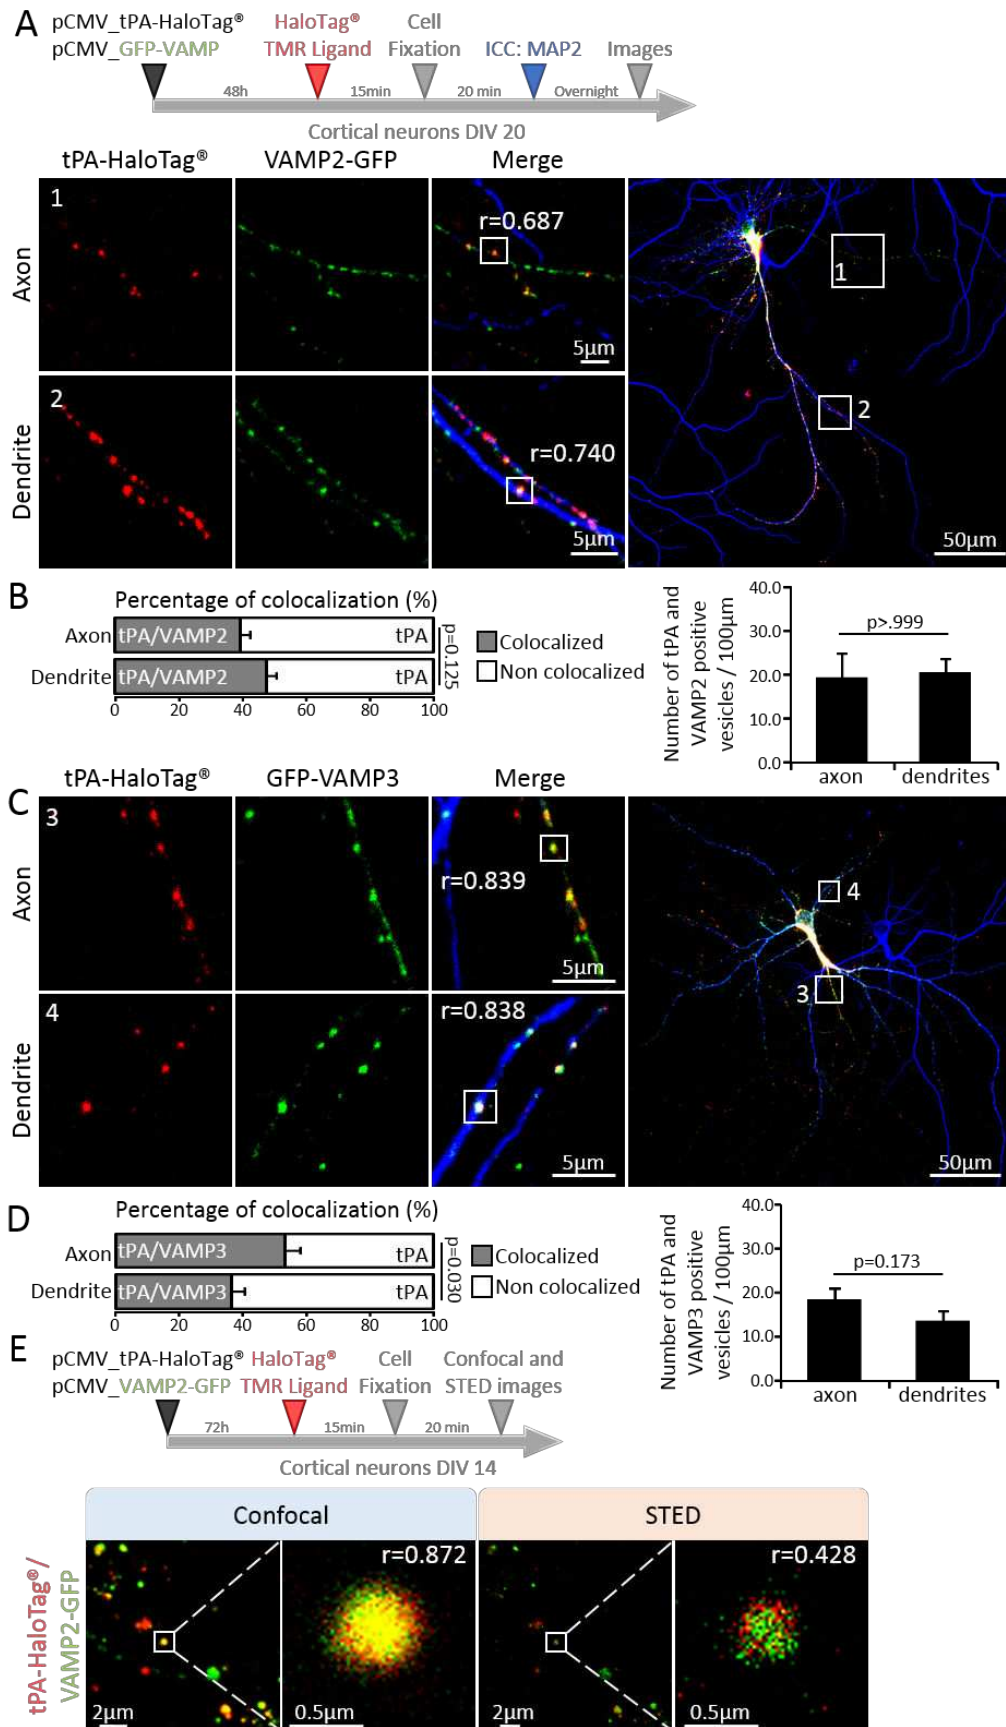 A
pCMV_tPA-HaloTag® HaloTag® Cell
pCMV_GFP-VAMP TMR Ligand Fixation ICC: MAP2 Images
48h 15min 20 min Overnight
Cortical neurons DIV 20
tPA-HaloTag® VAMP2-GFP Merge
Axon
1
r=0.687
5µm
1
2
50µm
Dendrite
2
r=0.740
5µm
B
Percentage of colocalization (%)
Axon tPA/VAMP2 tPA
Dendrite tPA/VAMP2 tPA
p=0.125
Colocalized
Non colocalized
0 20 40 60 80 100
Number of tPA and
VAMP2 positive
vesicles / 100µm
40.0
30.0
20.0
10.0
0.0
p>.999
axon dendrites
C
tPA-HaloTag® GFP-VAMP3 Merge
Axon
3
r=0.839
5µm
4
3
50µm
Dendrite
4
r=0.838
5µm
D
Percentage of colocalization (%)
Axon tPA/VAMP3 tPA
Dendrite tPA/VAMP3 tPA
p=0.030
Colocalized
Non colocalized
0 20 40 60 80 100
Number of tPA and
VAMP3 positive
vesicles / 100µm
40.0
30.0
20.0
10.0
0.0
p=0.173
axon dendrites
E
pCMV_tPA-HaloTag® HaloTag® Cell Confocal and
pCMV_VAMP2-GFP TMR Ligand Fixation STED images
72h 15min 20 min
Cortical neurons DIV 14
Confocal STED
tPA-HaloTag®/
VAMP2-GFP
r=0.872 r=0.428
2µm 0.5µm 2µm 0.5µm